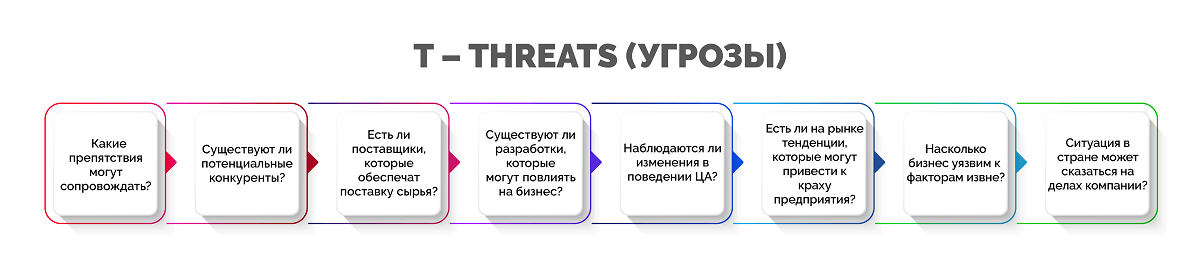 T – THREATS (УГРОЗЫ)
Какие
препятствия
могут
сопровождать?
Существуют ли
потенциальные
конкуренты?
Есть ли
поставщики,
которые
обеспечат
поставку сырья?
Существуют ли
разработки,
которые
могут повлиять
на бизнес?
Наблюдаются ли
изменения в
поведении ЦА?
Есть ли на рынке
тенденции,
которые могут
привести к
краху
предприятия?
Насколько
бизнес уязвим к
факторам извне?
Ситуация в
стране может
сказаться на
делах компании?